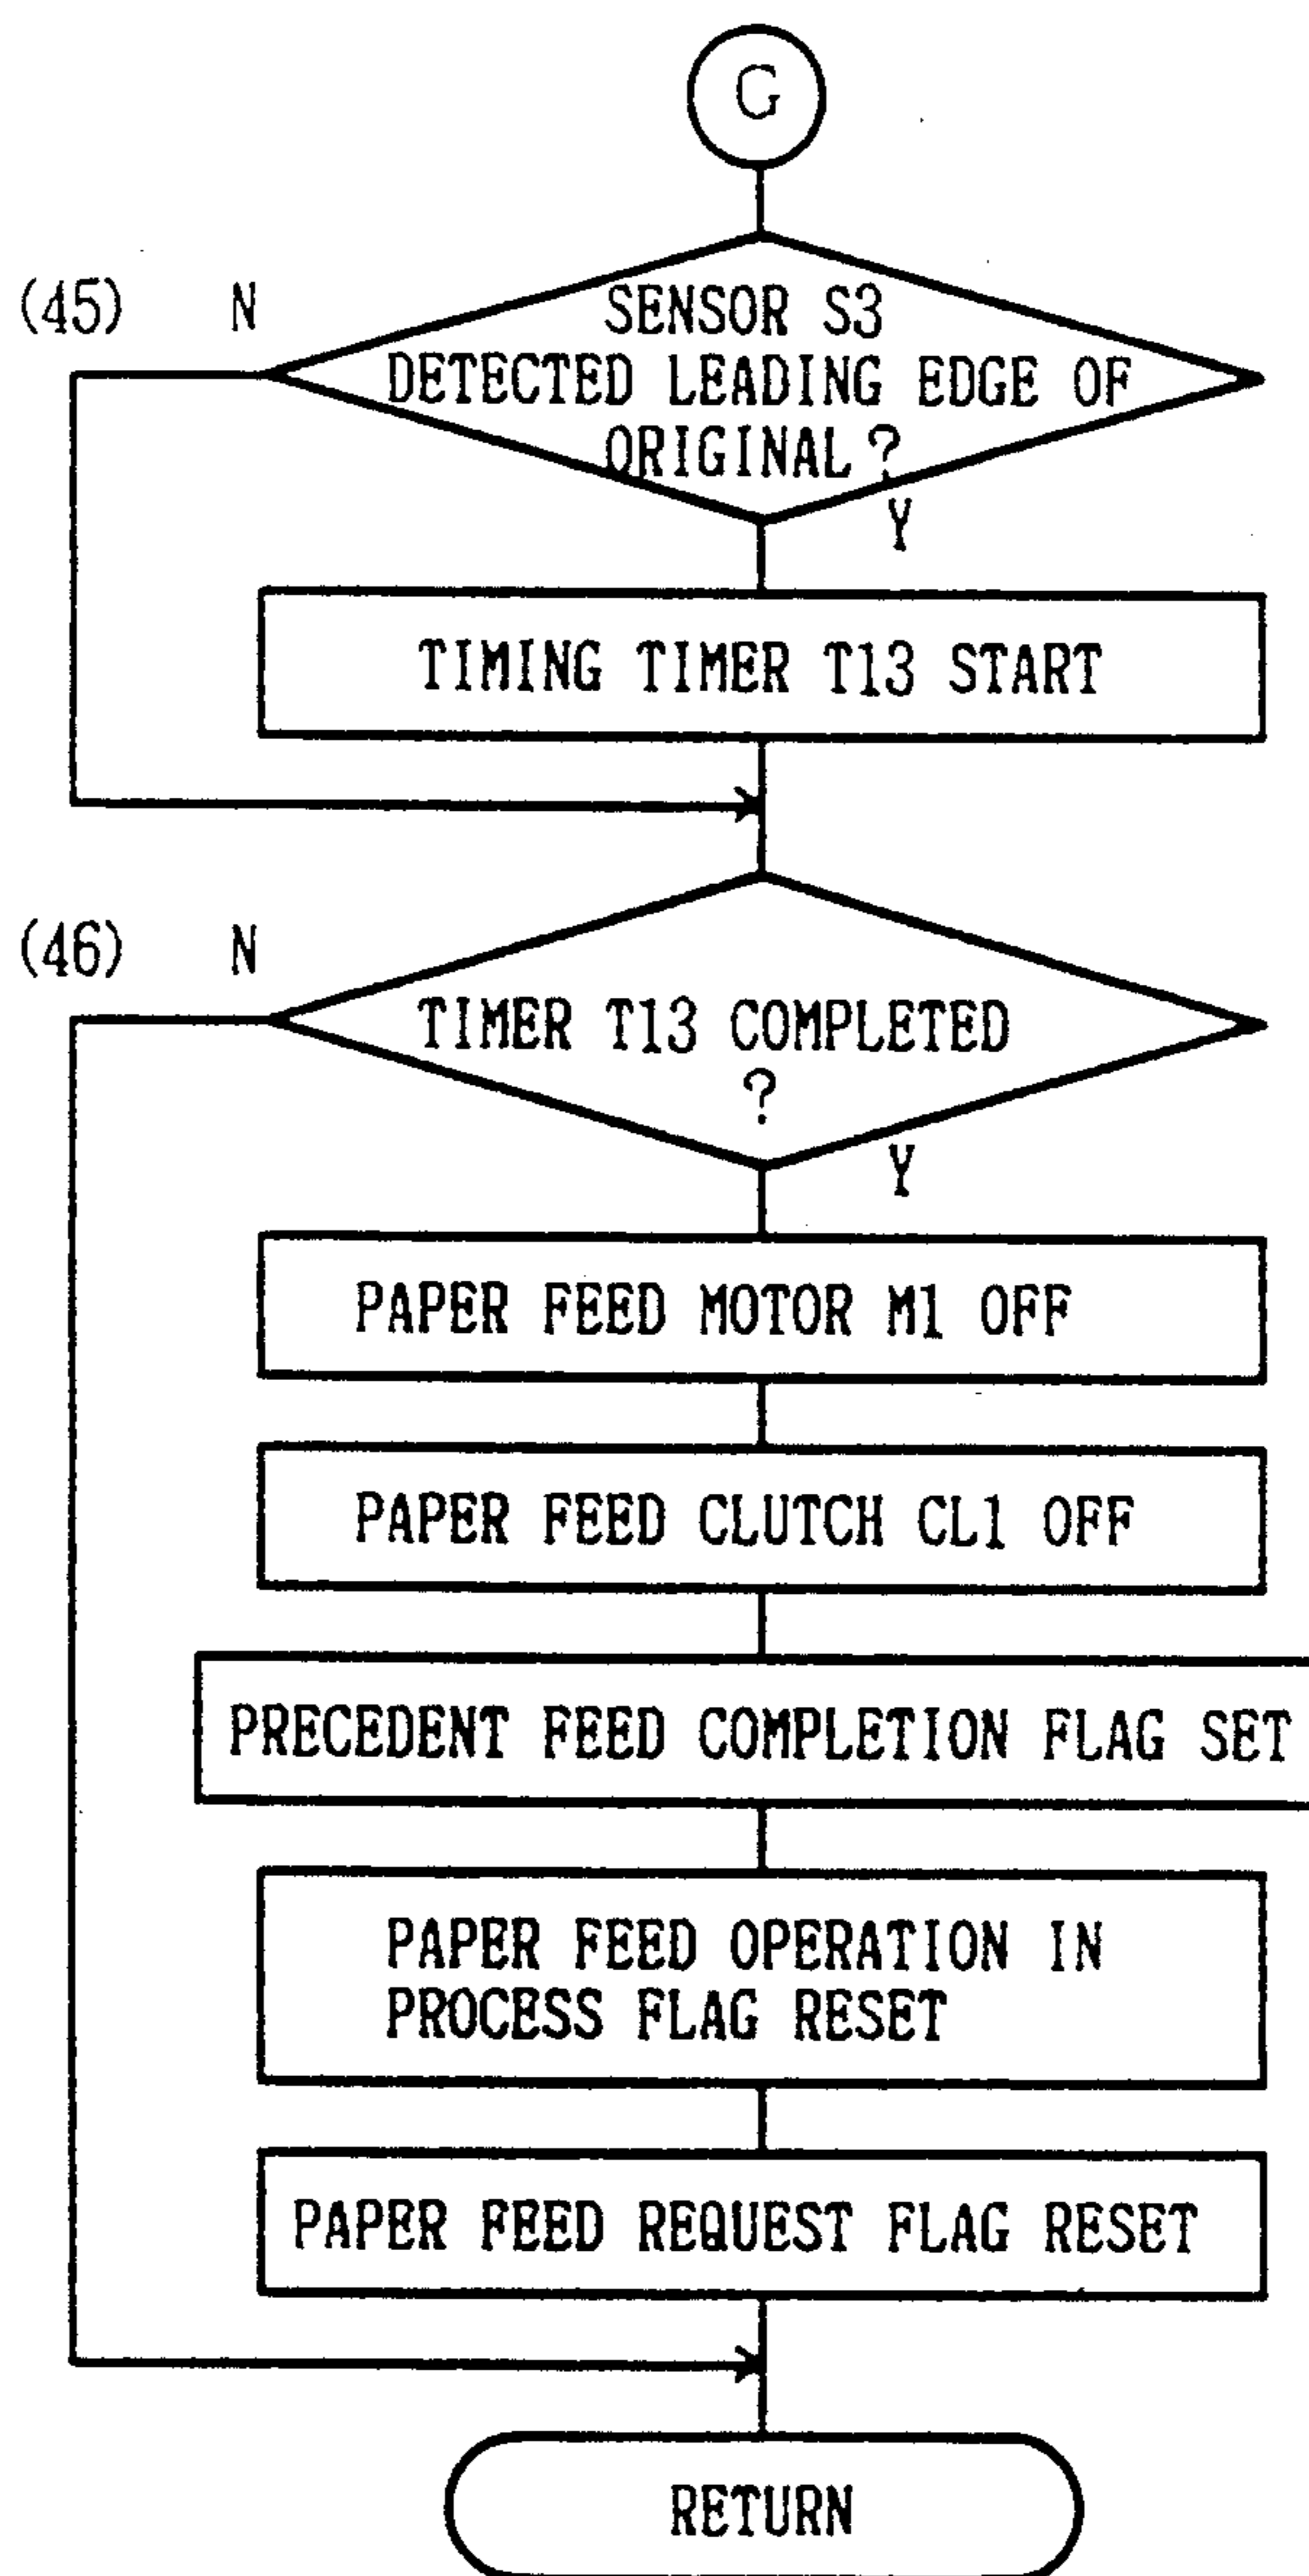 G
(45) N
SENSOR S3
DETECTED LEADING EDGE OF
ORIGINAL ?
Y
TIMING TIMER T13 START
(46) N
TIMER T13 COMPLETED
?
Y
PAPER FEED MOTOR M1 OFF
PAPER FEED CLUTCH CL1 OFF
PRECEDENT FEED COMPLETION FLAG SET
PAPER FEED OPERATION IN
PROCESS FLAG RESET
PAPER FEED REQUEST FLAG RESET
RETURN